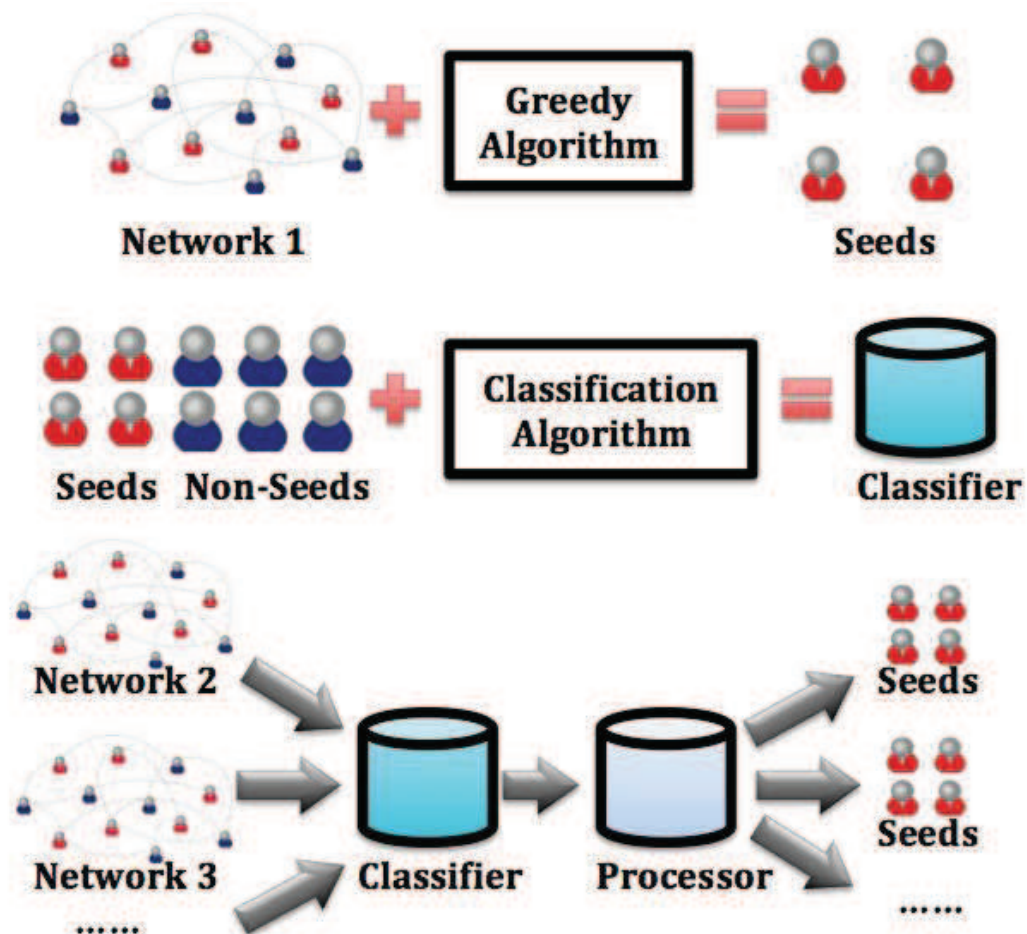 Greedy
Algorithm
Network 1
Seeds
Classification
Algorithm
Seeds Non-Seeds
Classifier
Network 2
Seeds
Network 3
Classifier
Processor
Seeds
......
......